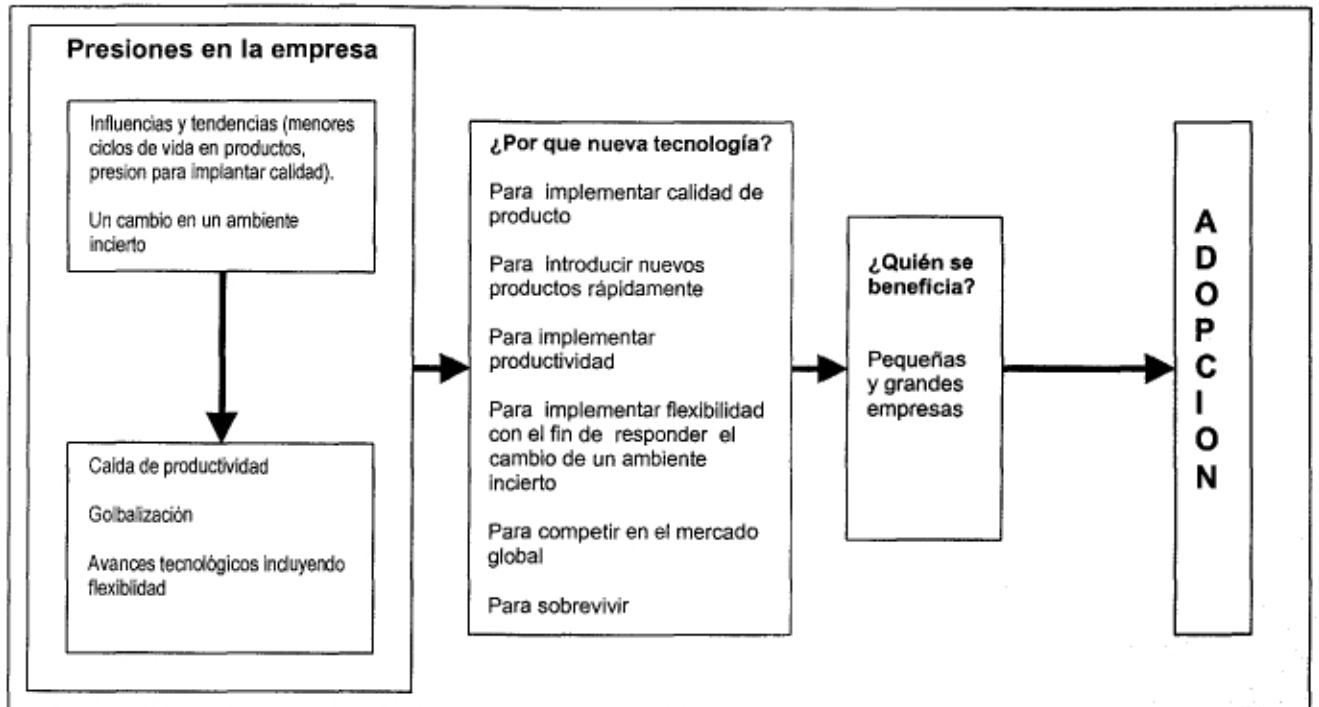 Presiones en la empresa
Influencias y tendencias (menores
ciclos de vida en productos,
presion para implantar calidad).
Un cambio en un ambiente
incierto
Caída de productividad
Golbalización
Avances tecnológicos incluyendo
flexiblidad
¿Por que nueva tecnología?
Para implementar calidad de
producto
Para introducir nuevos
productos rápidamente
Para implementar
productividad
Para implementar flexibilidad
con el fin de responder el
cambio de un ambiente
incierto
Para competir en el mercado
global
Para sobrevivir
¿Quién se
beneficia?
Pequeñas
y grandes
empresas
A
D
O
P
C
I
O
N